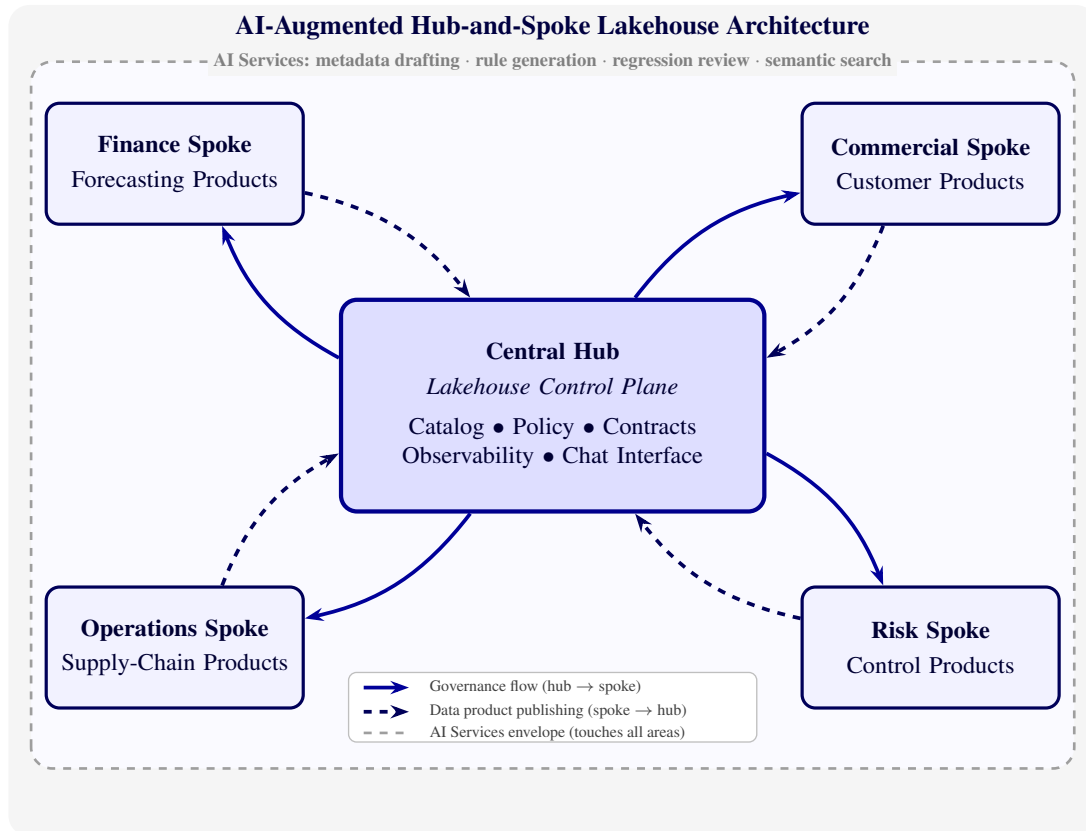 AI-Augmented Hub-and-Spoke Lakehouse Architecture
AI Services: metadata drafting · rule generation · regression review · semantic search
Finance Spoke
Forecasting Products
Commercial Spoke
Customer Products
Central Hub
Lakehouse Control Plane
Catalog ● Policy ● Contracts
Observability ● Chat Interface
Operations Spoke
Supply-Chain Products
Risk Spoke
Control Products
Governance flow (hub → spoke)
Data product publishing (spoke → hub)
AI Services envelope (touches all areas)